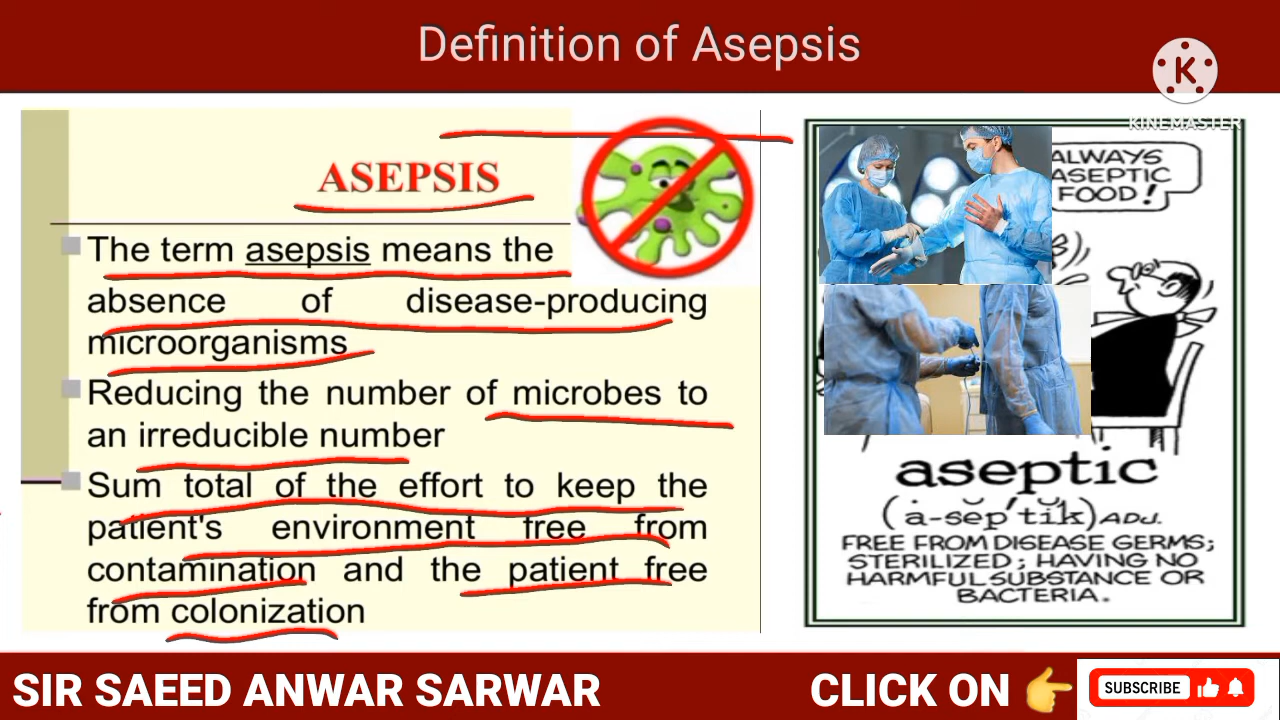 Definition of Asepsis
KINEMASTER
ASEPSIS
The term asepsis means the
absence of disease-producing
microorganisms
Reducing the number of microbes to
an irreducible number
Sum total of the effort to keep the
patient's environment free from
contamination and the patient free
from colonization
ALWAYS
ASEPTIC
FOOD!
aseptic
(a-sep'tik) ADJ.
FREE FROM DISEASE GERMS;
STERILIZED; HAVING NO
HARMFUL SUBSTANCE OR
BACTERIA.
SIR SAEED ANWAR SARWAR
CLICK ON
SUBSCRIBE